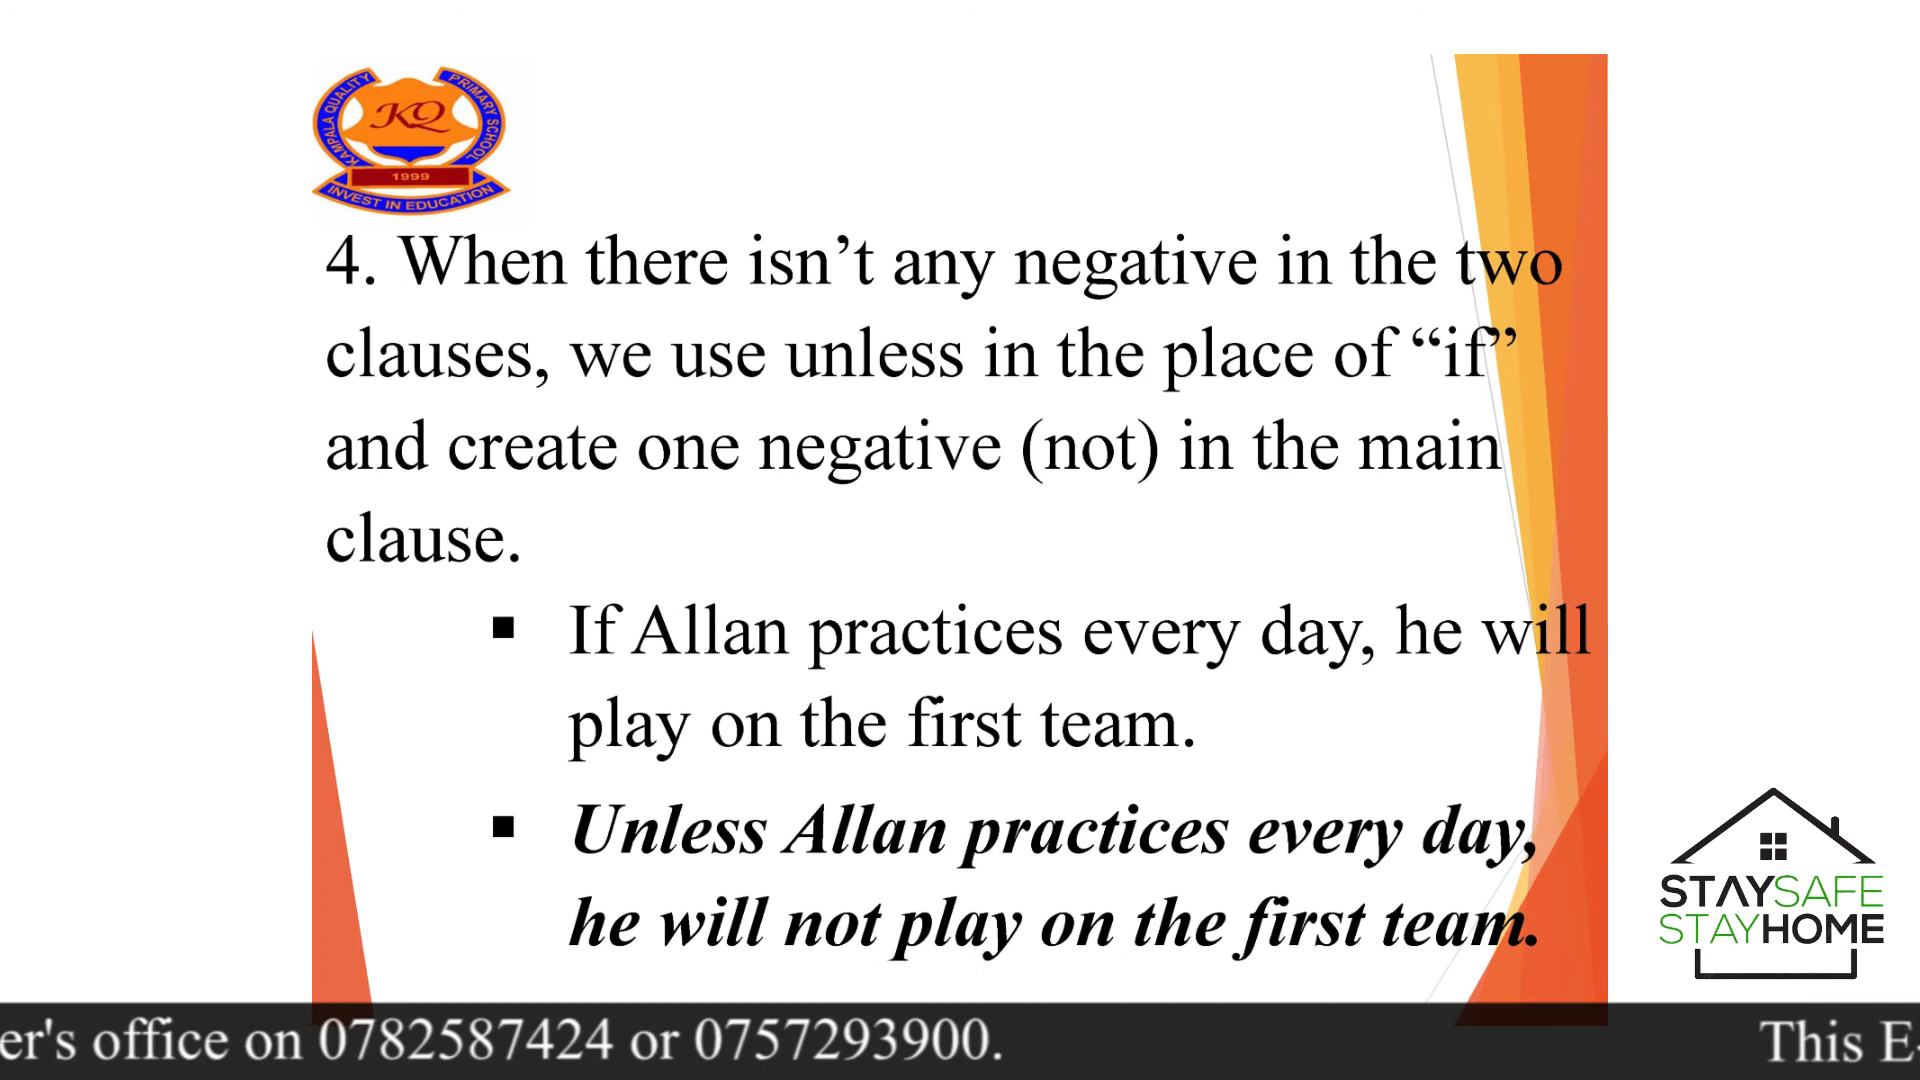 KAMPALA QUALITY PRIMARY SCHOOL
KQ
1999
INVEST IN EDUCATION
4. When there isn’t any negative in the two
clauses, we use unless in the place of “if”
and create one negative (not) in the main
clause.
▪ If Allan practices every day, he will
play on the first team.
▪ Unless Allan practices every day,
he will not play on the first team.
STAYSAFE
STAYHOME
er's office on 0782587424 or 0757293900. This E-